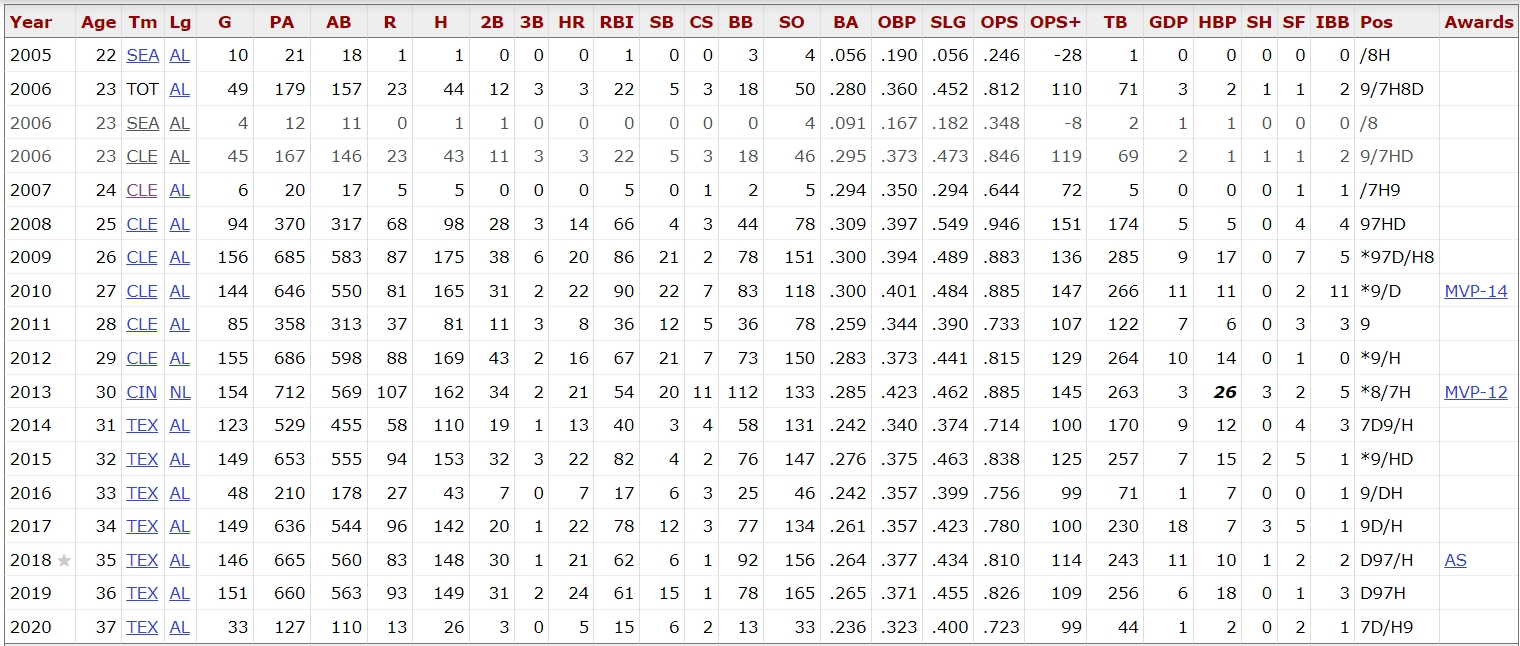 Year Age Tm Lg G PA AB R H 2B 3B HR RBI SB CS BB SO BA OBP SLG OPS OPS+ TB GDP HBP SH SF IBB Pos Awards
2005 22 SEA AL 10 21 18 1 1 0 0 0 1 0 0 3 4 .056 .190 .056 .246 -28 1 0 0 0 0 0 /8H
2006 23 TOT AL 49 179 157 23 44 12 3 3 22 5 3 18 50 .280 .360 .452 .812 110 71 3 2 1 1 2 9/7H8D
2006 23 SEA AL 4 12 11 0 1 1 0 0 0 0 0 0 4 .091 .167 .182 .348 -8 2 1 1 0 0 0 /8
2006 23 CLE AL 45 167 146 23 43 11 3 3 22 5 3 18 46 .295 .373 .473 .846 119 69 2 1 1 1 2 9/7HD
2007 24 CLE AL 6 20 17 5 5 0 0 0 5 0 1 2 5 .294 .350 .294 .644 72 5 0 0 0 1 1 /7H9
2008 25 CLE AL 94 370 317 68 98 28 3 14 66 4 3 44 78 .309 .397 .549 .946 151 174 5 5 0 4 4 97HD
2009 26 CLE AL 156 685 583 87 175 38 6 20 86 21 2 78 151 .300 .394 .489 .883 136 285 9 17 0 7 5 *97D/H8
2010 27 CLE AL 144 646 550 81 165 31 2 22 90 22 7 83 118 .300 .401 .484 .885 147 266 11 11 0 2 11 *9/D MVP-14
2011 28 CLE AL 85 358 313 37 81 11 3 8 36 12 5 36 78 .259 .344 .390 .733 107 122 7 6 0 3 3 9
2012 29 CLE AL 155 686 598 88 169 43 2 16 67 21 7 73 150 .283 .373 .441 .815 129 264 10 14 0 1 0 *9/H
2013 30 CIN NL 154 712 569 107 162 34 2 21 54 20 11 112 133 .285 .423 .462 .885 145 263 3 26 3 2 5 *8/7H MVP-12
2014 31 TEX AL 123 529 455 58 110 19 1 13 40 3 4 58 131 .242 .340 .374 .714 100 170 9 12 0 4 3 7D9/H
2015 32 TEX AL 149 653 555 94 153 32 3 22 82 4 2 76 147 .276 .375 .463 .838 125 257 7 15 2 5 1 *9/HD
2016 33 TEX AL 48 210 178 27 43 7 0 7 17 6 3 25 46 .242 .357 .399 .756 99 71 1 7 0 0 1 9/DH
2017 34 TEX AL 149 636 544 96 142 20 1 22 78 12 3 77 134 .261 .357 .423 .780 100 230 18 7 3 5 1 9D/H
2018 ★ 35 TEX AL 146 665 560 83 148 30 1 21 62 6 1 92 156 .264 .377 .434 .810 114 243 11 10 1 2 2 D97/H AS
2019 36 TEX AL 151 660 563 93 149 31 2 24 61 15 1 78 165 .265 .371 .455 .826 109 256 6 18 0 1 3 D97H
2020 37 TEX AL 33 127 110 13 26 3 0 5 15 6 2 13 33 .236 .323 .400 .723 99 44 1 2 0 2 1 7D/H9